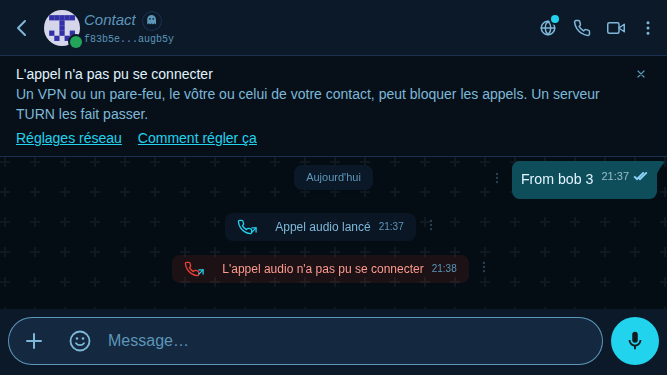 Contact
f83b5e...augb5y
L'appel n'a pas pu se connecter
Un VPN ou un pare-feu, le vôtre ou celui de votre contact, peut bloquer les appels. Un serveur
TURN les fait passer.
Réglages réseau Comment régler ça
Aujourd'hui
From bob 3 21:37
Appel audio lancé 21:37
L'appel audio n'a pas pu se connecter 21:38
Message…